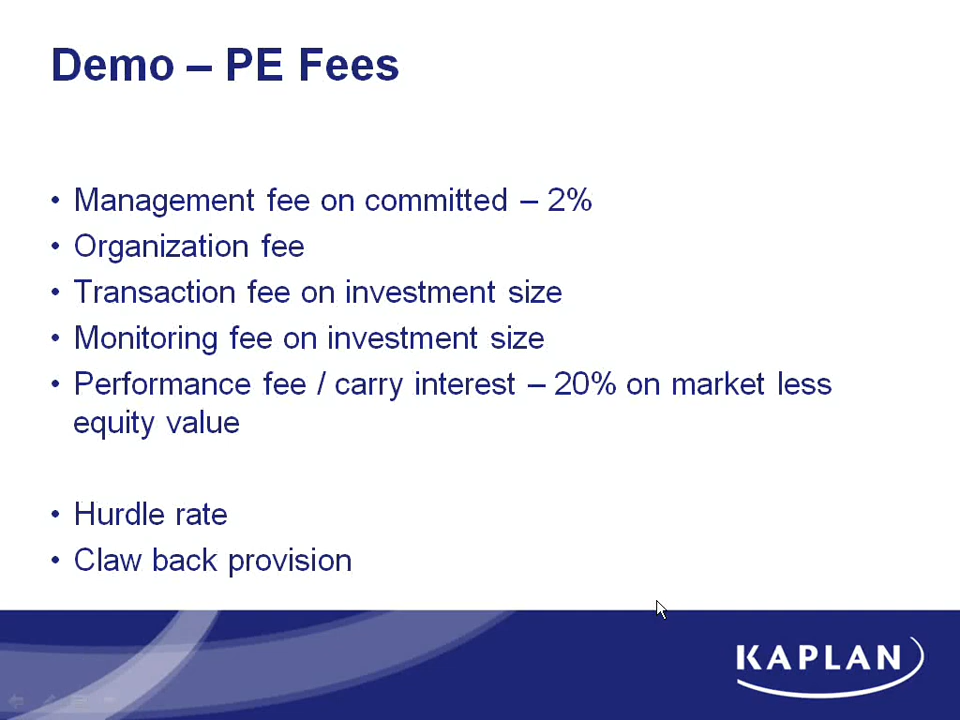 Demo – PE Fees
• Management fee on committed – 2%
• Organization fee
• Transaction fee on investment size
• Monitoring fee on investment size
• Performance fee / carry interest – 20% on market less
equity value
• Hurdle rate
• Claw back provision
KAPLAN